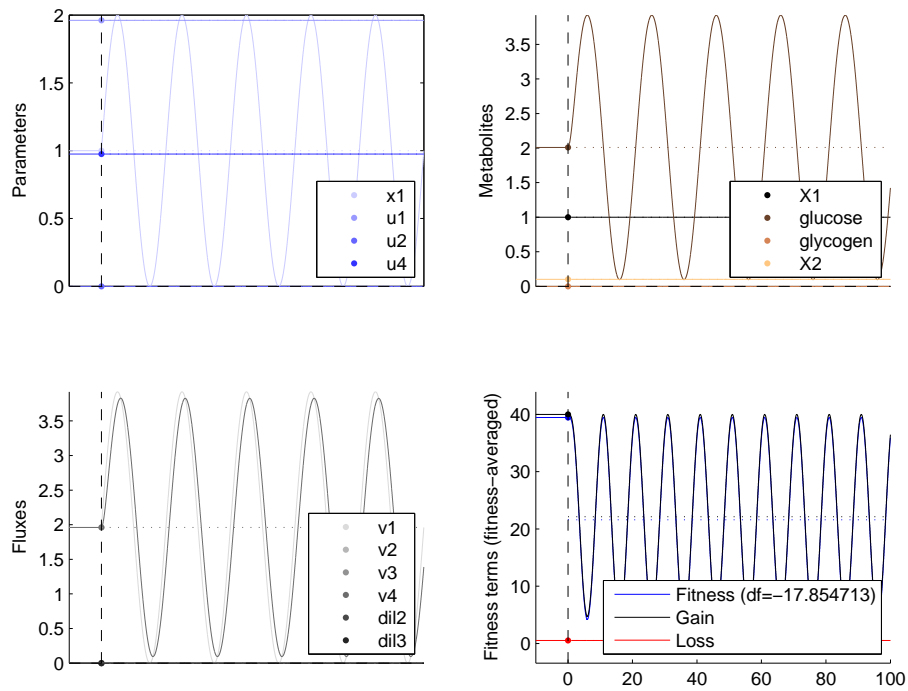 2
1.5
1
0.5
0
Parameters
x1
u1
u2
u4
3.5
3
2.5
2
1.5
1
0.5
0
Metabolites
X1
glucose
glycogen
X2
3.5
3
2.5
2
1.5
1
0.5
0
Fluxes
v1
v2
v3
v4
dil2
dil3
40
30
20
10
0
Fitness terms (fitness−averaged)
Fitness (df=−17.854713)
Gain
Loss
0 20 40 60 80 100